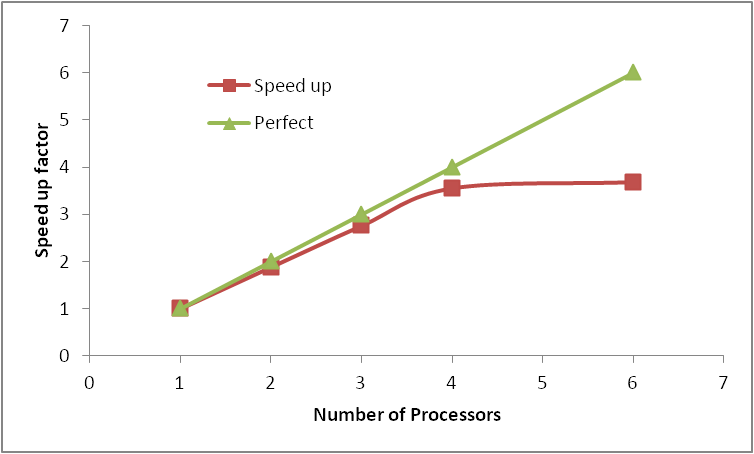 7
6
5
4
3
2
1
0
Speed up factor
Speed up
Perfect
0 1 2 3 4 5 6 7
Number of Processors